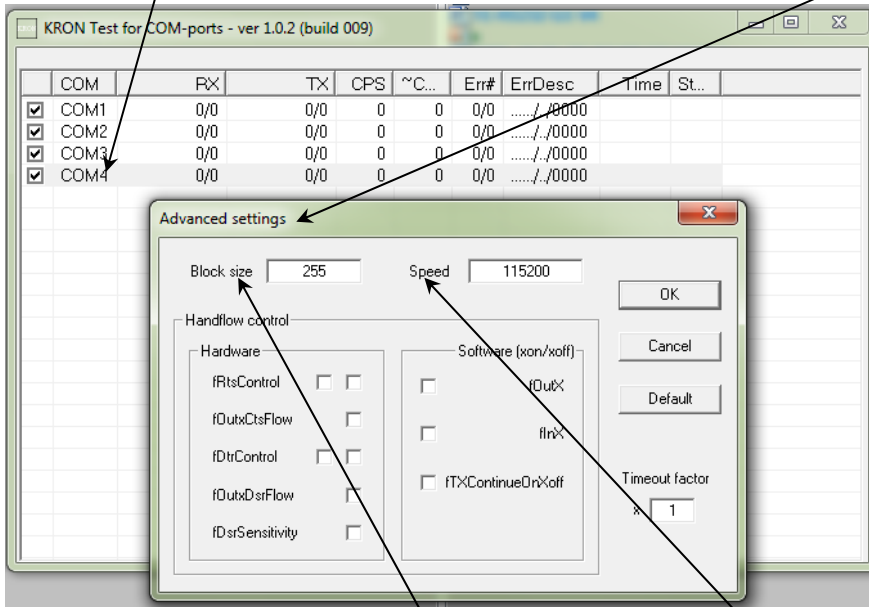 KRON Test for COM-ports - ver 1.0.2 (build 009)
COM RX TX CPS ~C... Err# ErrDesc Time St...
COM1 0/0 0/0 0 0 0/0 ....../../0000
COM2 0/0 0/0 0 0 0/0 ....../../0000
COM3 0/0 0/0 0 0 0/0 ....../../0000
COM4 0/0 0/0 0 0 0/0 ....../../0000
Advanced settings
Block size 255 Speed 115200
OK
Handflow control
Hardware Software (xon/xoff)
Cancel
fRtsControl fOutX
Default
fOutxCtsFlow fInX
fDtrControl
fTXContinueOnXoff Timeout factor
fOutxDsrFlow
x 1
fDsrSensitivity